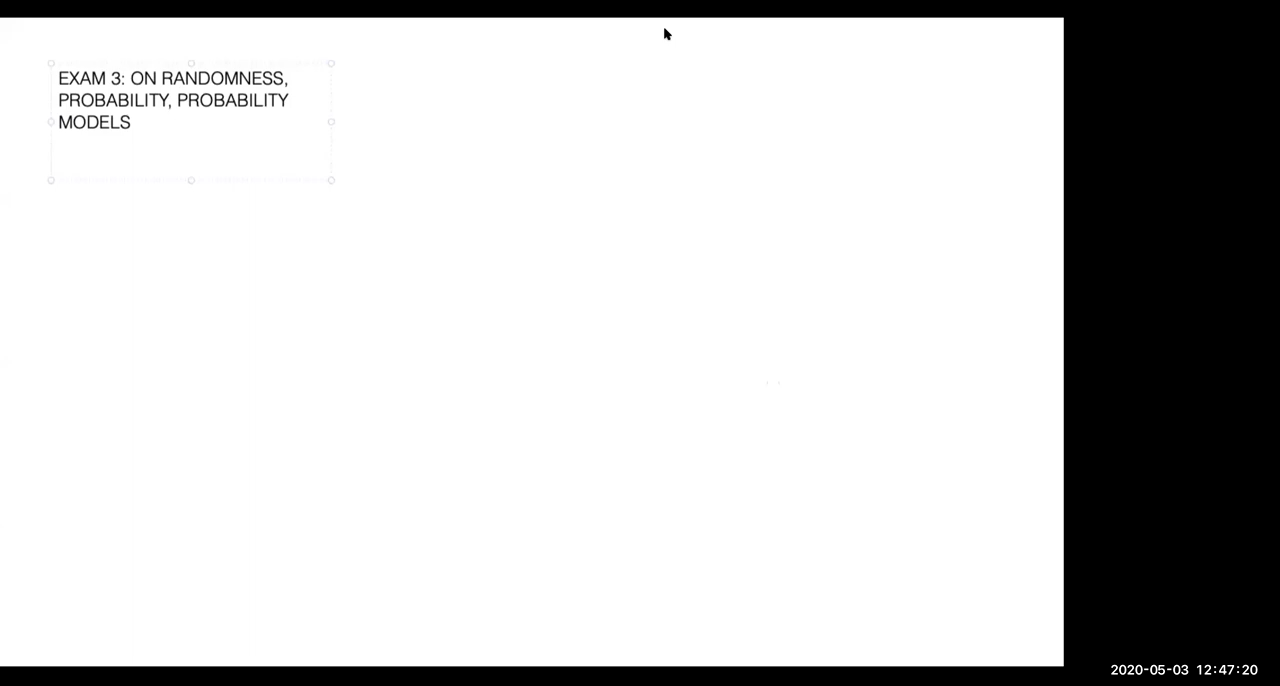 EXAM 3: ON RANDOMNESS,
PROBABILITY, PROBABILITY
MODELS
2020-05-03 12:47:20